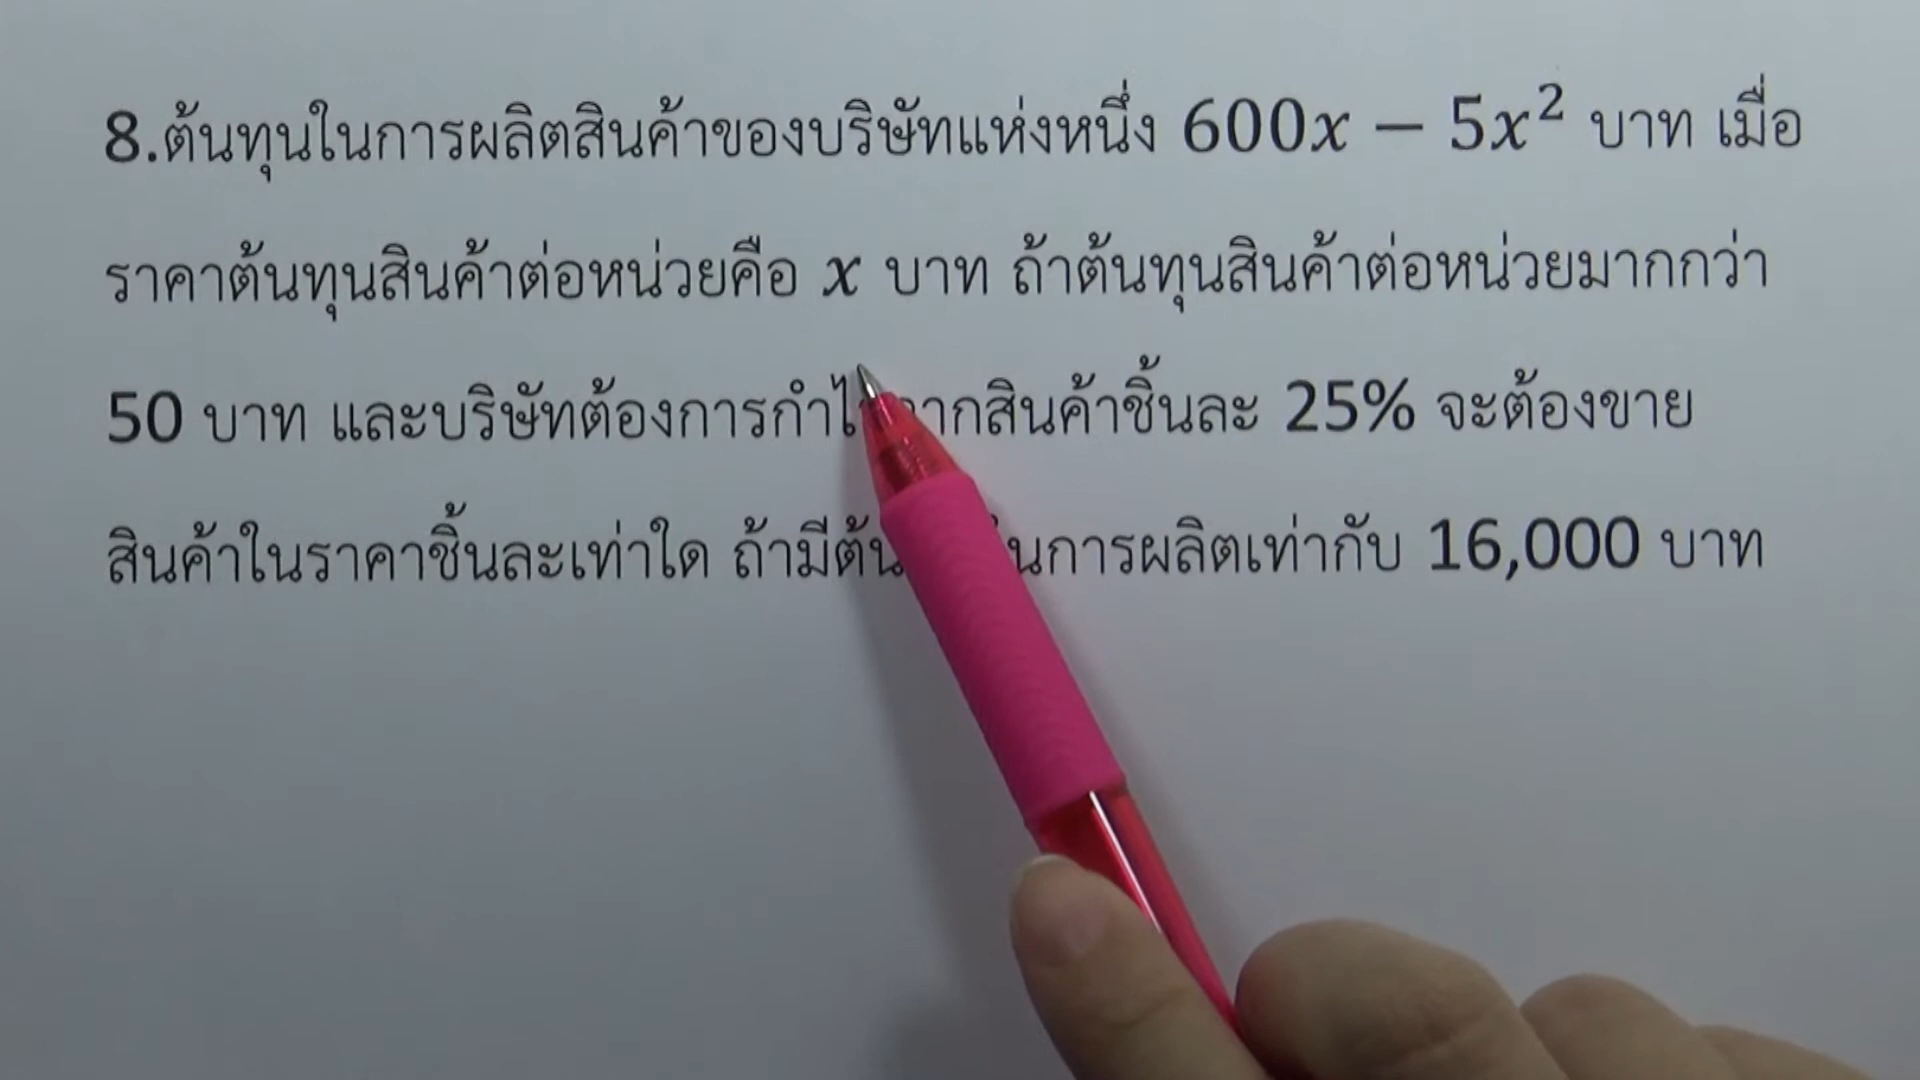 8.ต้นทุนในการผลิตสินค้าของบริษัทแห่งหนึ่ง 600x − 5x² บาท เมื่อ
ราคาต้นทุนสินค้าต่อหน่วยคือ x บาท ถ้าต้นทุนสินค้าต่อหน่วยมากกว่า
50 บาท และบริษัทต้องการกำไรจากสินค้าชิ้นละ 25% จะต้องขาย
สินค้าในราคาชิ้นละเท่าใด ถ้ามีต้นทุนในการผลิตเท่ากับ 16,000 บาท